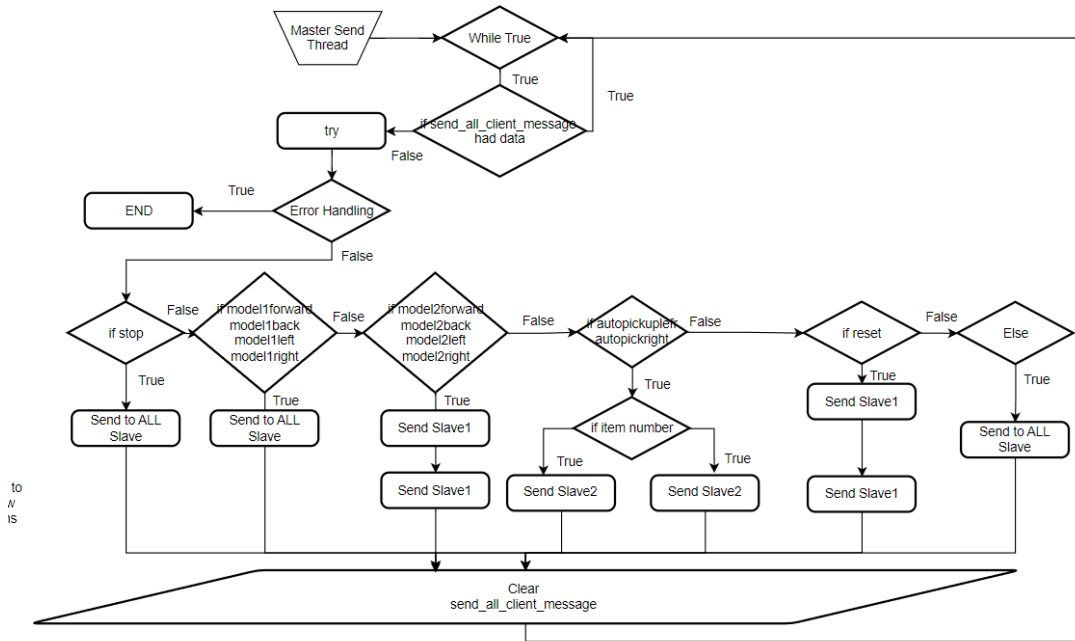 Master Send
Thread
While True
True
True
if send_all_client_message
had data
try
False
True
END
Error Handling
False
if stop
False
if model1forward
model1back
model1left
model1right
False
if model2forward
model2back
model2left
model2right
False
if autopickuplefr
autopickright
False
if reset
False
Else
True
True
True
True
True
True
Send to ALL
Slave
Send to ALL
Slave
Send Slave1
if item number
Send Slave1
Send to ALL
Slave
True
True
Send Slave1
Send Slave2
Send Slave2
Send Slave1
to
w
ns
Clear
send_all_client_message